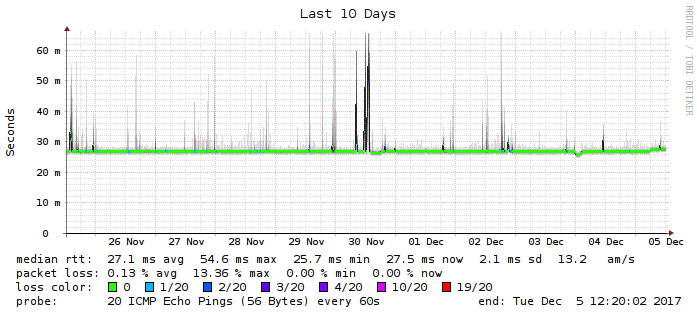 Last 10 Days
RRDTOOL / TOBI OETIKER
Seconds
60 m
50 m
40 m
30 m
20 m
10 m
0
26 Nov 27 Nov 28 Nov 29 Nov 30 Nov 01 Dec 02 Dec 03 Dec 04 Dec 05 Dec
median rtt: 27.1 ms avg 54.6 ms max 25.7 ms min 27.5 ms now 2.1 ms sd 13.2 am/s
packet loss: 0.13 % avg 13.36 % max 0.00 % min 0.00 % now
loss color: 0 1/20 2/20 3/20 4/20 10/20 19/20
probe: 20 ICMP Echo Pings (56 Bytes) every 60s end: Tue Dec 5 12:20:02 2017